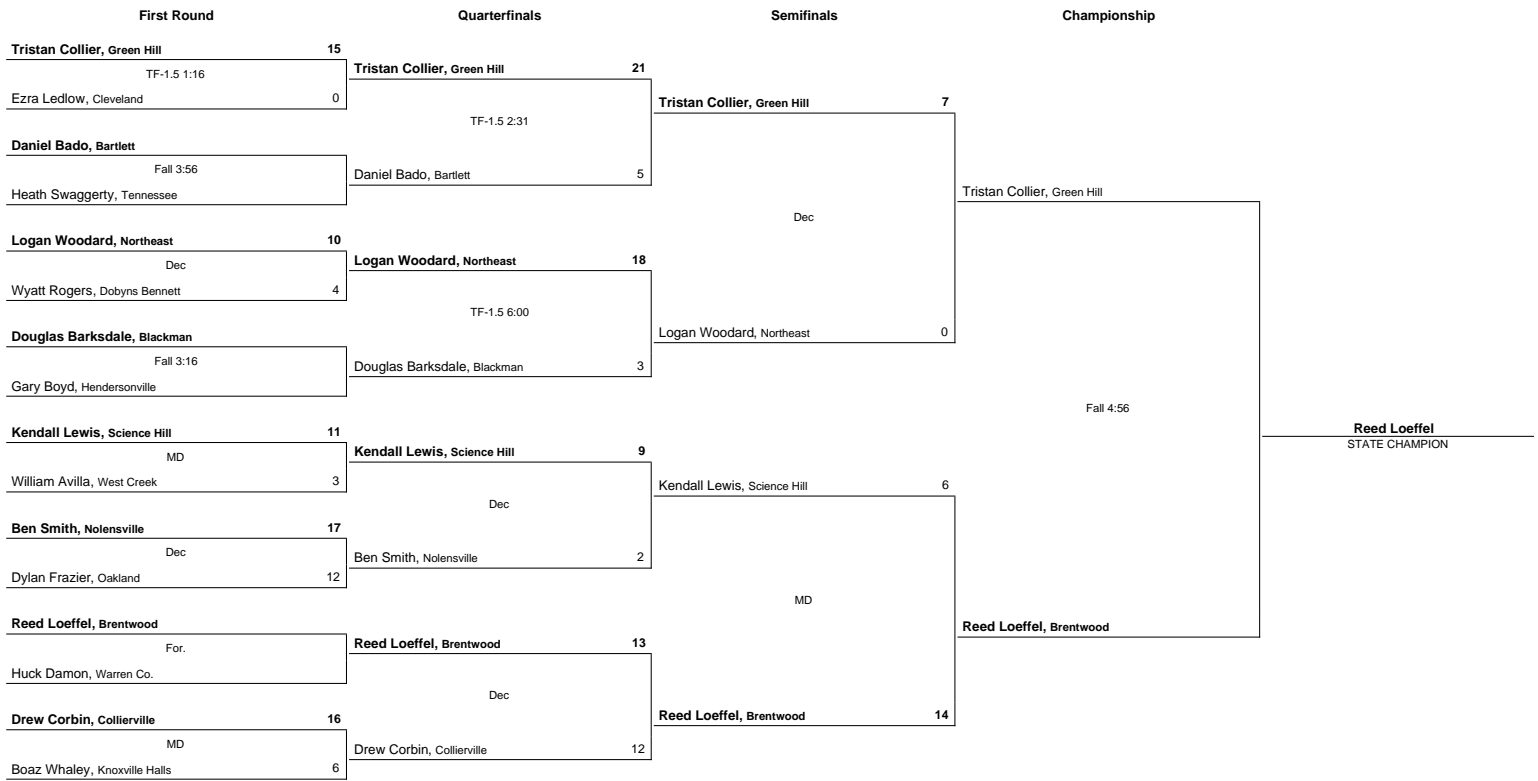 First Round
Quarterfinals
Semifinals
Championship
Tristan Collier, Green Hill 15
TF-1.5 1:16
Ezra Ledlow, Cleveland 0
Daniel Bado, Bartlett
Fall 3:56
Heath Swaggerty, Tennessee
Logan Woodard, Northeast 10
Dec
Wyatt Rogers, Dobyns Bennett 4
Douglas Barksdale, Blackman
Fall 3:16
Gary Boyd, Hendersonville
Kendall Lewis, Science Hill 11
MD
William Avilla, West Creek 3
Ben Smith, Nolensville 17
Dec
Dylan Frazier, Oakland 12
Reed Loeffel, Brentwood
For.
Huck Damon, Warren Co.
Drew Corbin, Collierville 16
MD
Boaz Whaley, Knoxville Halls 6
Tristan Collier, Green Hill 21
TF-1.5 2:31
Daniel Bado, Bartlett 5
Logan Woodard, Northeast 18
TF-1.5 6:00
Douglas Barksdale, Blackman 3
Kendall Lewis, Science Hill 9
Dec
Ben Smith, Nolensville 2
Reed Loeffel, Brentwood 13
Dec
Drew Corbin, Collierville 12
Tristan Collier, Green Hill 7
Dec
Logan Woodard, Northeast 0
Kendall Lewis, Science Hill 6
MD
Reed Loeffel, Brentwood 14
Tristan Collier, Green Hill
Fall 4:56
Reed Loeffel, Brentwood
Reed Loeffel
STATE CHAMPION